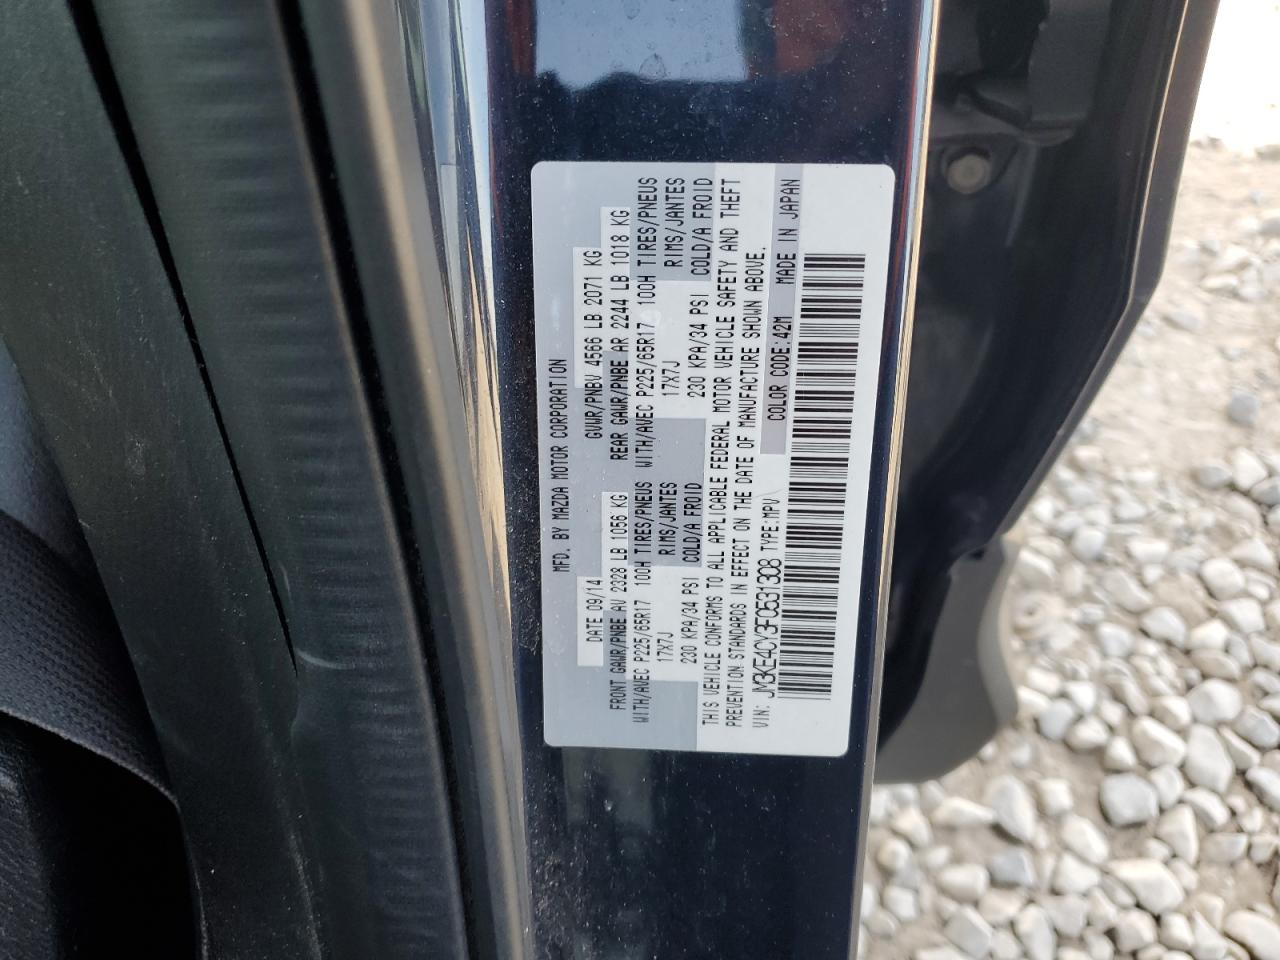 MFD. BY MAZDA MOTOR CORPORATION
DATE 09/14 GVWR/PNBV 4566 LB 2071 KG
FRONT GAWR/PNBE AV 2328 LB 1056 KG REAR GAWR/PNBE AR 2244 LB 1018 KG
WITH/AVEC P225/65R17 100H TIRES/PNEUS WITH/AVEC P225/65R17 100H TIRES/PNEUS
17X7J RIMS/JANTES 17X7J RIMS/JANTES
230 KPA/34 PSI COLD/A FROID 230 KPA/34 PSI COLD/A FROID
THIS VEHICLE CONFORMS TO ALL APPLICABLE FEDERAL MOTOR VEHICLE SAFETY AND THEFT
PREVENTION STANDARDS IN EFFECT ON THE DATE OF MANUFACTURE SHOWN ABOVE.
VIN: JM3KE4CY3F0531308 TYPE:MPV COLOR CODE:42M MADE IN JAPAN